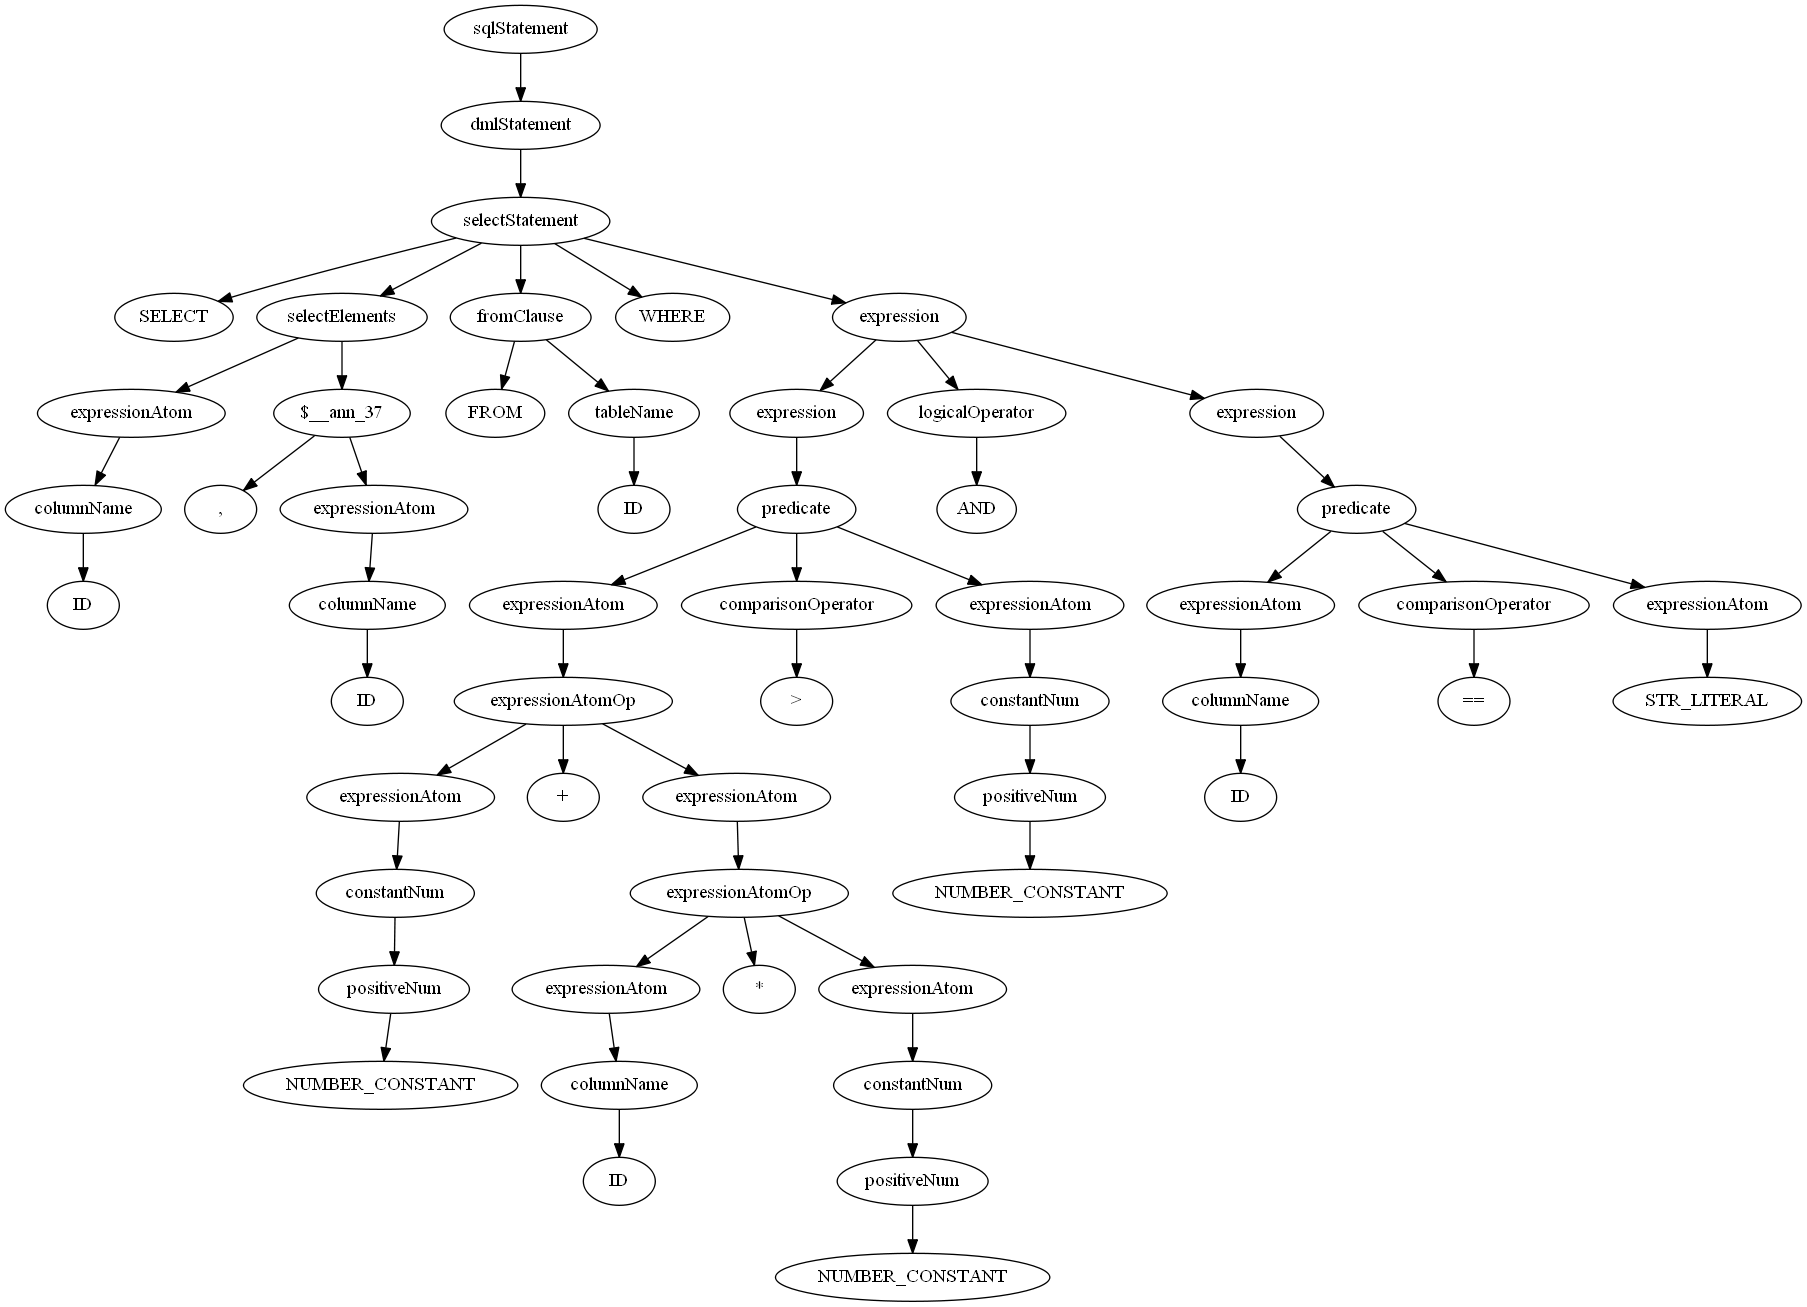 sqlStatement
dmlStatement
selectStatement
SELECT
selectElements
fromClause
WHERE
expression
expressionAtom
$__ann_37
FROM
tableName
expression
logicalOperator
expression
columnName
,
expressionAtom
ID
predicate
AND
predicate
ID
columnName
expressionAtom
comparisonOperator
expressionAtom
expressionAtom
comparisonOperator
expressionAtom
ID
expressionAtomOp
>
constantNum
columnName
==
STR_LITERAL
expressionAtom
+
expressionAtom
positiveNum
ID
constantNum
expressionAtomOp
NUMBER_CONSTANT
positiveNum
expressionAtom
*
expressionAtom
NUMBER_CONSTANT
columnName
constantNum
ID
positiveNum
NUMBER_CONSTANT